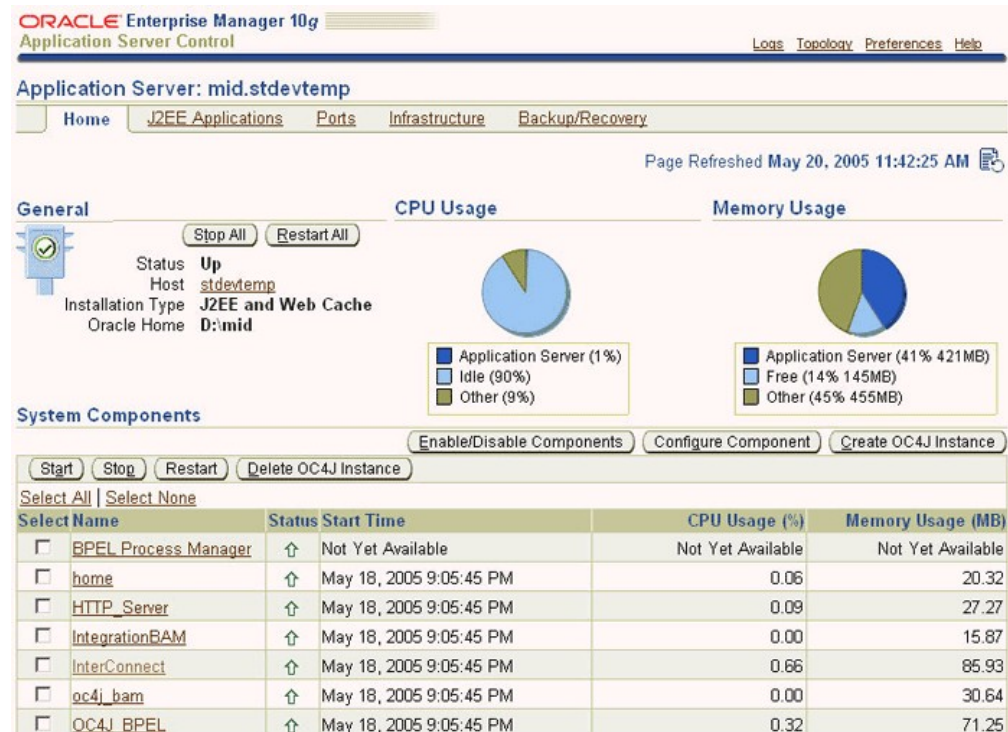 ORACLE Enterprise Manager 10g
Application Server Control
Logs Topology Preferences Help
Application Server: mid.stdevtemp
Home J2EE Applications Ports Infrastructure Backup/Recovery
Page Refreshed May 20, 2005 11:42:25 AM
General
Stop All Restart All
Status Up
Host stdevtemp
Installation Type J2EE and Web Cache
Oracle Home D:\mid
CPU Usage
Application Server (1%)
Idle (90%)
Other (9%)
Memory Usage
Application Server (41% 421MB)
Free (14% 145MB)
Other (45% 455MB)
System Components
Enable/Disable Components Configure Component Create OC4J Instance
Start Stop Restart Delete OC4J Instance
Select All | Select None
Select Name Status Start Time CPU Usage (%) Memory Usage (MB)
BPEL Process Manager Not Yet Available Not Yet Available Not Yet Available
home May 18, 2005 9:05:45 PM 0.06 20.32
HTTP_Server May 18, 2005 9:05:45 PM 0.09 27.27
IntegrationBAM May 18, 2005 9:05:45 PM 0.00 15.87
InterConnect May 18, 2005 9:05:45 PM 0.66 85.93
oc4j_bam May 18, 2005 9:05:45 PM 0.00 30.64
OC4J_BPEL May 18, 2005 9:05:45 PM 0.32 71.25